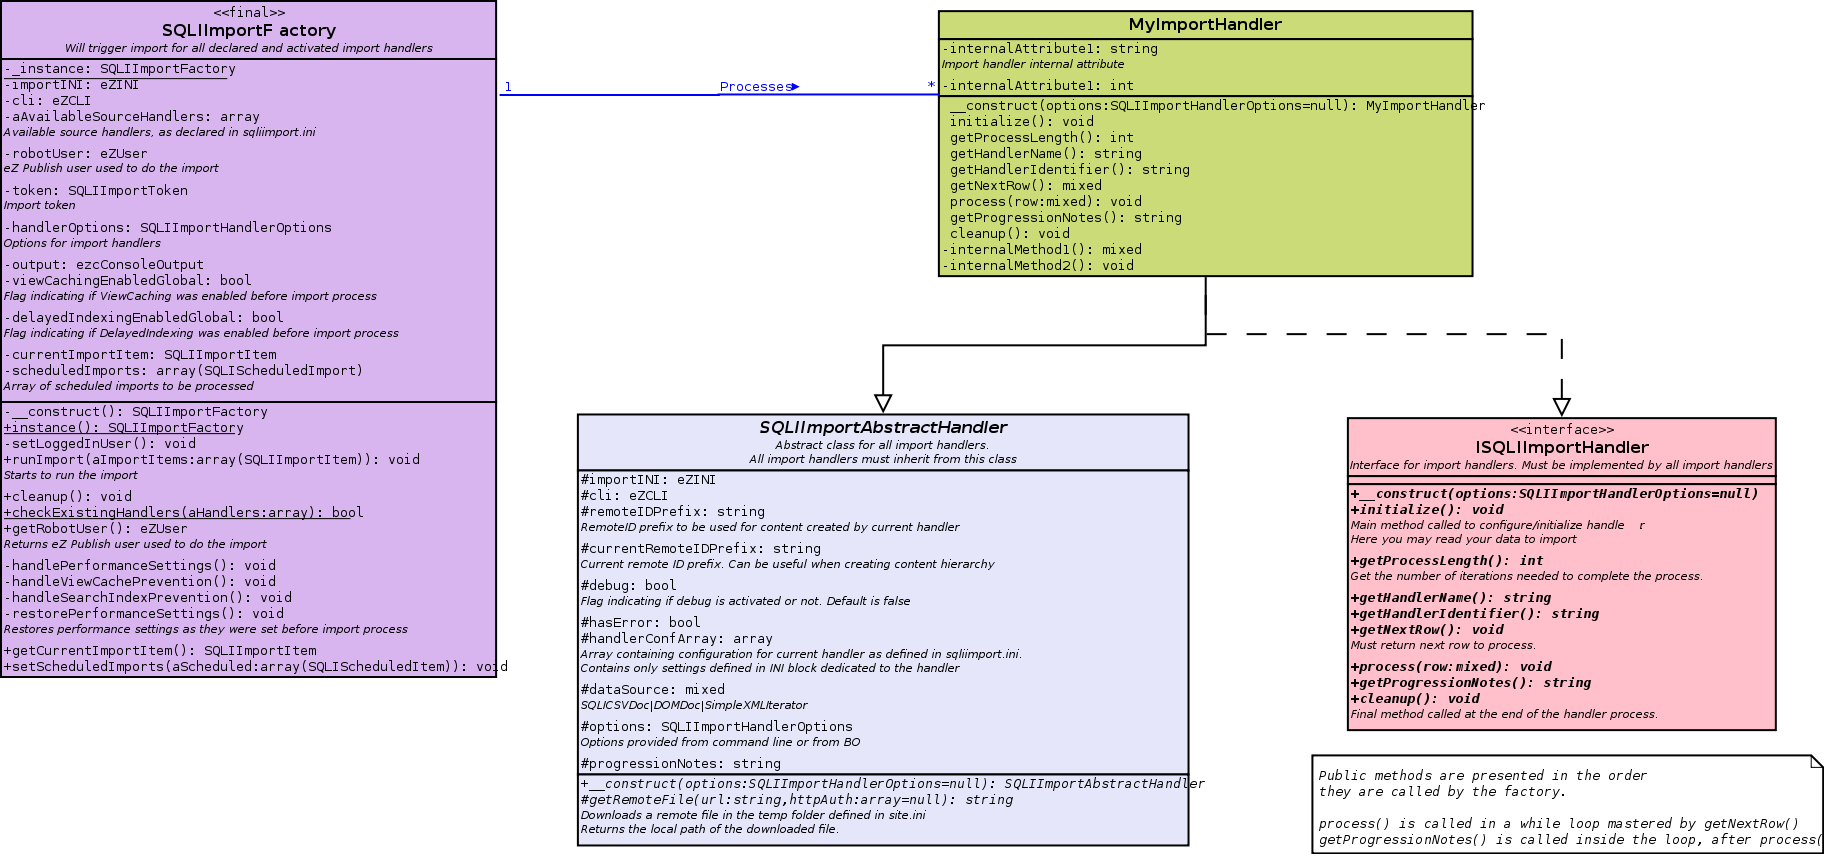 <<final>>
SQLIImportF actory
Will trigger import for all declared and activated import handlers
-_instance: SQLIImportFactory
-importINI: eZINI
-cli: eZCLI
-aAvailableSourceHandlers: array
Available source handlers, as declared in sqliimport.ini
-robotUser: eZUser
eZ Publish user used to do the import
-token: SQLIImportToken
Import token
-handlerOptions: SQLIImportHandlerOptions
Options for import handlers
-output: ezcConsoleOutput
-viewCachingEnabledGlobal: bool
Flag indicating if ViewCaching was enabled before import process
-delayedIndexingEnabledGlobal: bool
Flag indicating if DelayedIndexing was enabled before import process
-currentImportItem: SQLIImportItem
-scheduledImports: array(SQLIScheduledImport)
Array of scheduled imports to be processed
-__construct(): SQLIImportFactory
+instance(): SQLIImportFactory
-setLoggedInUser(): void
+runImport(aImportItems:array(SQLIImportItem)): void
Starts to run the import
+cleanup(): void
+checkExistingHandlers(aHandlers:array): bool
+getRobotUser(): eZUser
Returns eZ Publish user used to do the import
-handlePerformanceSettings(): void
-handleViewCachePrevention(): void
-handleSearchIndexPrevention(): void
-restorePerformanceSettings(): void
Restores performance settings as they were set before import process
+getCurrentImportItem(): SQLIImportItem
+setScheduledImports(aScheduled:array(SQLIScheduledItem)): void
1
Processes▶
*
MyImportHandler
-internalAttribute1: string
Import handler internal attribute
-internalAttribute1: int
__construct(options:SQLIImportHandlerOptions=null): MyImportHandler
initialize(): void
getProcessLength(): int
getHandlerName(): string
getHandlerIdentifier(): string
getNextRow(): mixed
process(row:mixed): void
getProgressionNotes(): string
cleanup(): void
-internalMethod1(): mixed
-internalMethod2(): void
SQLIImportAbstractHandler
Abstract class for all import handlers.
All import handlers must inherit from this class
#importINI: eZINI
#cli: eZCLI
#remoteIDPrefix: string
RemoteID prefix to be used for content created by current handler
#currentRemoteIDPrefix: string
Current remote ID prefix. Can be useful when creating content hierarchy
#debug: bool
Flag indicating if debug is activated or not. Default is false
#hasError: bool
#handlerConfArray: array
Array containing configuration for current handler as defined in sqliimport.ini.
Contains only settings defined in INI block dedicated to the handler
#dataSource: mixed
SQLICSVDoc|DOMDoc|SimpleXMLIterator
#options: SQLIImportHandlerOptions
Options provided from command line or from BO
#progressionNotes: string
+__construct(options:SQLIImportHandlerOptions=null): SQLIImportAbstractHandler
#getRemoteFile(url:string,httpAuth:array=null): string
Downloads a remote file in the temp folder defined in site.ini
Returns the local path of the downloaded file.
<<interface>>
ISQLIImportHandler
Interface for import handlers. Must be implemented by all import handlers
+__construct(options:SQLIImportHandlerOptions=null)
+initialize(): void
Main method called to configure/initialize handle r
Here you may read your data to import
+getProcessLength(): int
Get the number of iterations needed to complete the process.
+getHandlerName(): string
+getHandlerIdentifier(): string
+getNextRow(): void
Must return next row to process.
+process(row:mixed): void
+getProgressionNotes(): string
+cleanup(): void
Final method called at the end of the handler process.
Public methods are presented in the order
they are called by the factory.
process() is called in a while loop mastered by getNextRow()
getProgressionNotes() is called inside the loop, after process(